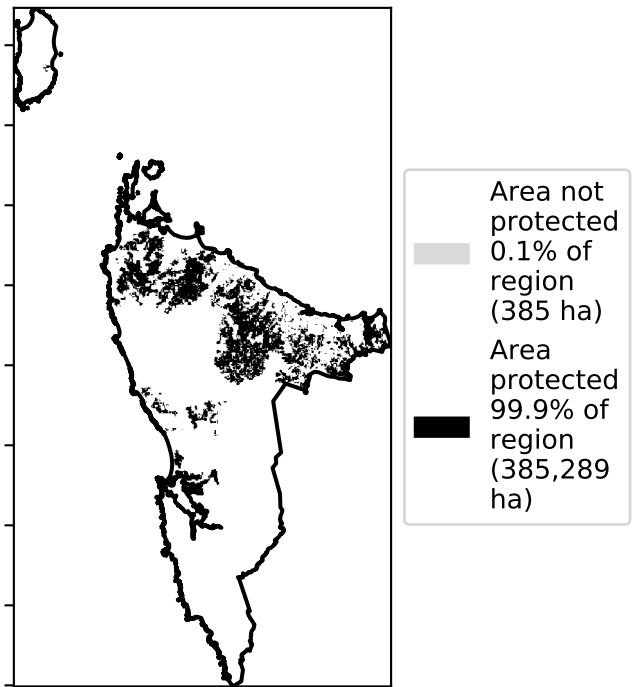 Area not
protected
0.1% of
region
(385 ha)
Area
protected
99.9% of
region
(385,289
ha)